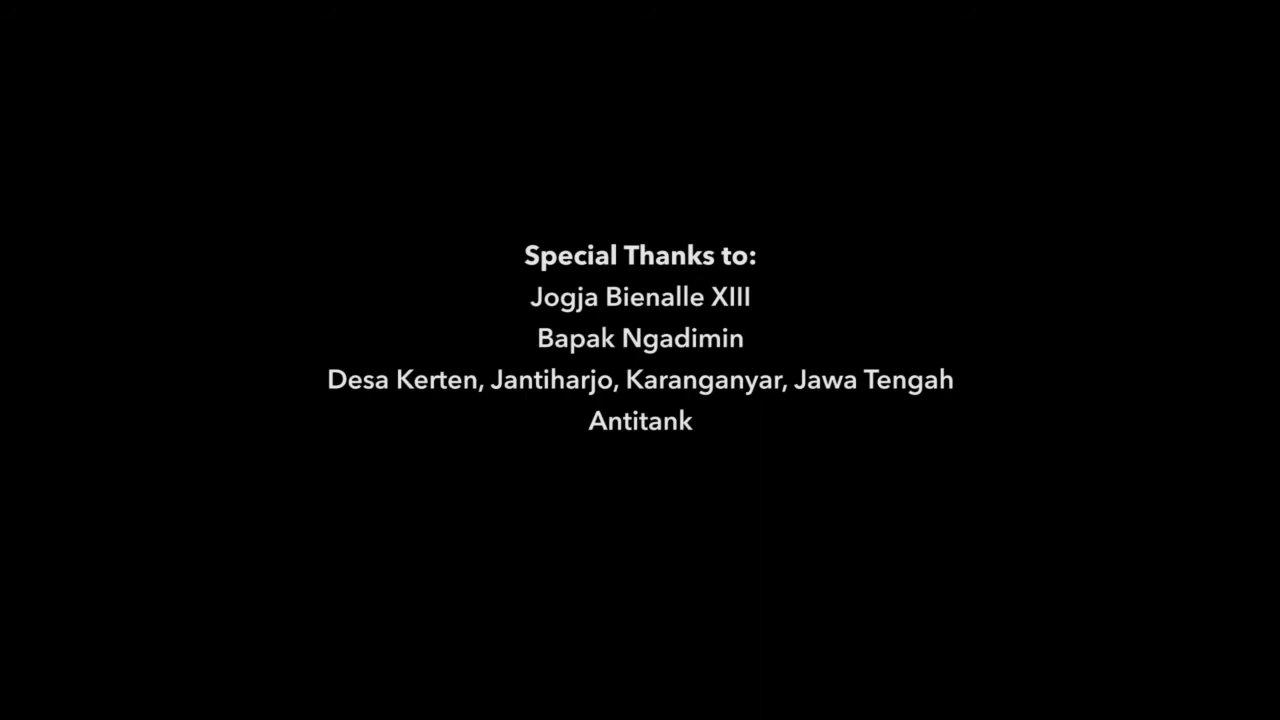 Special Thanks to:
Jogja Bienalle XIII
Bapak Ngadimin
Desa Kerten, Jantiharjo, Karanganyar, Jawa Tengah
Antitank